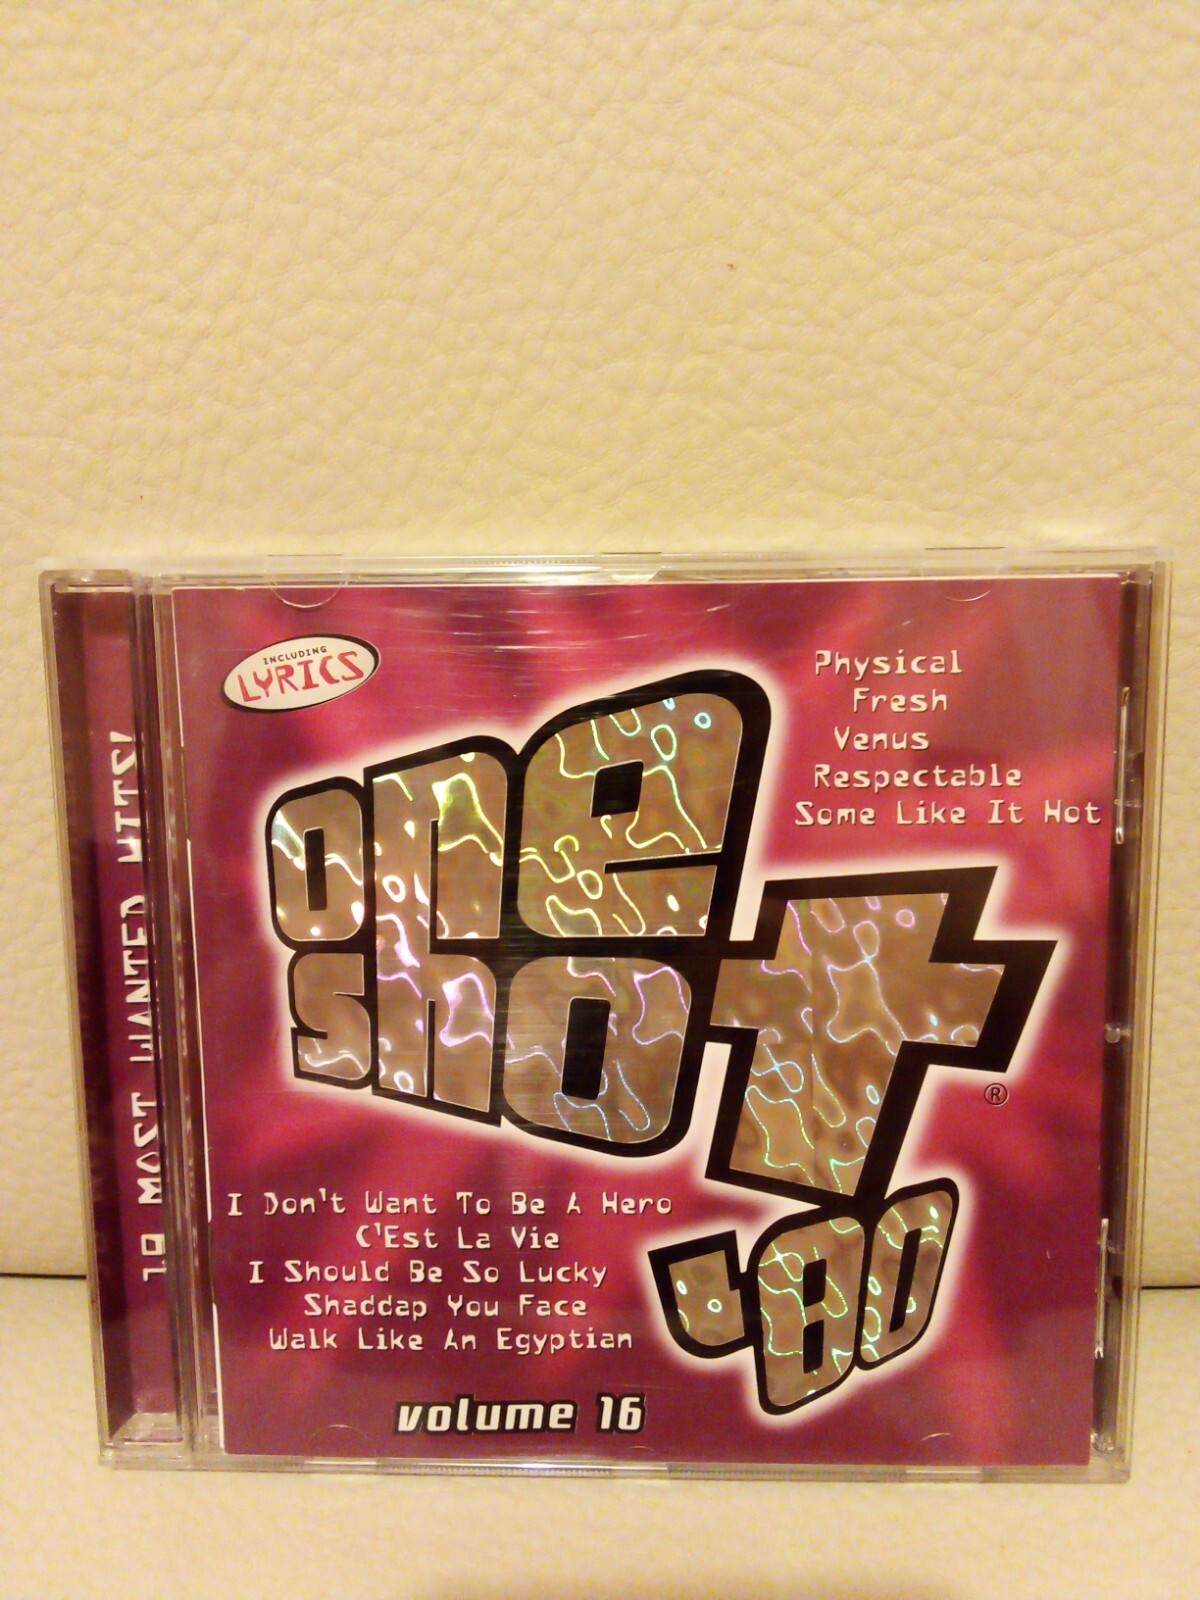 INCLUDING
LYRICS
Physical
Fresh
Venus
Respectable
Some Like It Hot
one
shot
®
'80
I Don't Want To Be A Hero
C'Est La Vie
I Should Be So Lucky
Shaddap You Face
Walk Like An Egyptian
volume 16
MOST WANTED HITS!